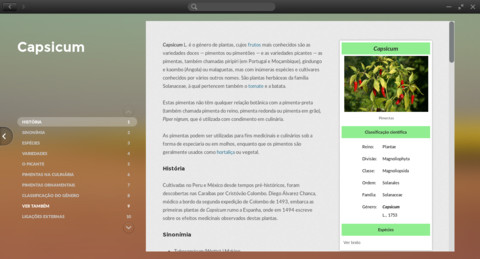 Capsicum
HISTÓRIA 1
SINONÍMIA 2
ESPÉCIES 3
VARIEDADES 4
O PICANTE 5
PIMENTAS NA CULINÁRIA 6
PIMENTAS ORNAMENTAIS 7
CLASSIFICAÇÃO DO GÉNERO 8
VER TAMBÉM 9
LIGAÇÕES EXTERNAS 10
Capsicum L. é o género de plantas, cujos frutos mais conhecidos são as
variedades doces — pimentos ou pimentões — e as variedades picantes — as
pimentas, também chamadas piripiri (em Portugal e Moçambique), gindungo
e kaombo (Angola) ou malaguetas, mas com inúmeras espécies e cultivares
conhecidos por vários outros nomes. São plantas herbáceas da família
Solanaceae, à qual pertencem também o tomate e a batata.
Estas pimentas não têm qualquer relação botânica com a pimenta preta
(também chamada pimenta do reino, pimenta redonda ou pimenta em grão),
Piper nigrum, que é utilizada com condimento em culinária.
As pimentas podem ser utilizadas para fins medicinais e culinários sob a
forma de especiaria ou em molhos, enquanto que os pimentos são
geralmente usados como hortaliça ou vegetal.
História
Cultivadas no Peru e México desde tempos pré-históricos, foram
descobertas nas Caraíbas por Cristóvão Colombo. Diego Álvarez Chanca,
médico a bordo da segunda expedição de Colombo de 1493, embarca as
primeiras plantas de Capsicum rumo a Espanha, onde em 1494 escreve
sobre os efeitos medicinais observados destas plantas.
Sinonímia
Capsicum
Pimentos
Classificação científica
Reino: Plantae
Divisão: Magnoliophyta
Classe: Magnoliopsida
Ordem: Solanales
Família: Solanaceae
Género: Capsicum
L., 1753
Espécies
Ver texto